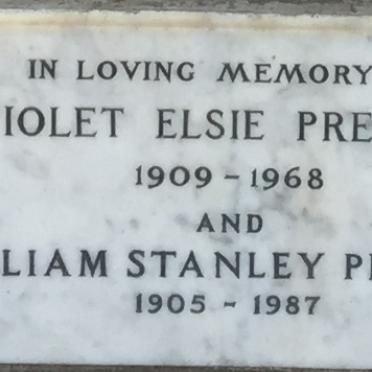 IN LOVING MEMORY
IOLET ELSIE PRE
1909 - 1968
AND
LIAM STANLEY P
1905 - 1987